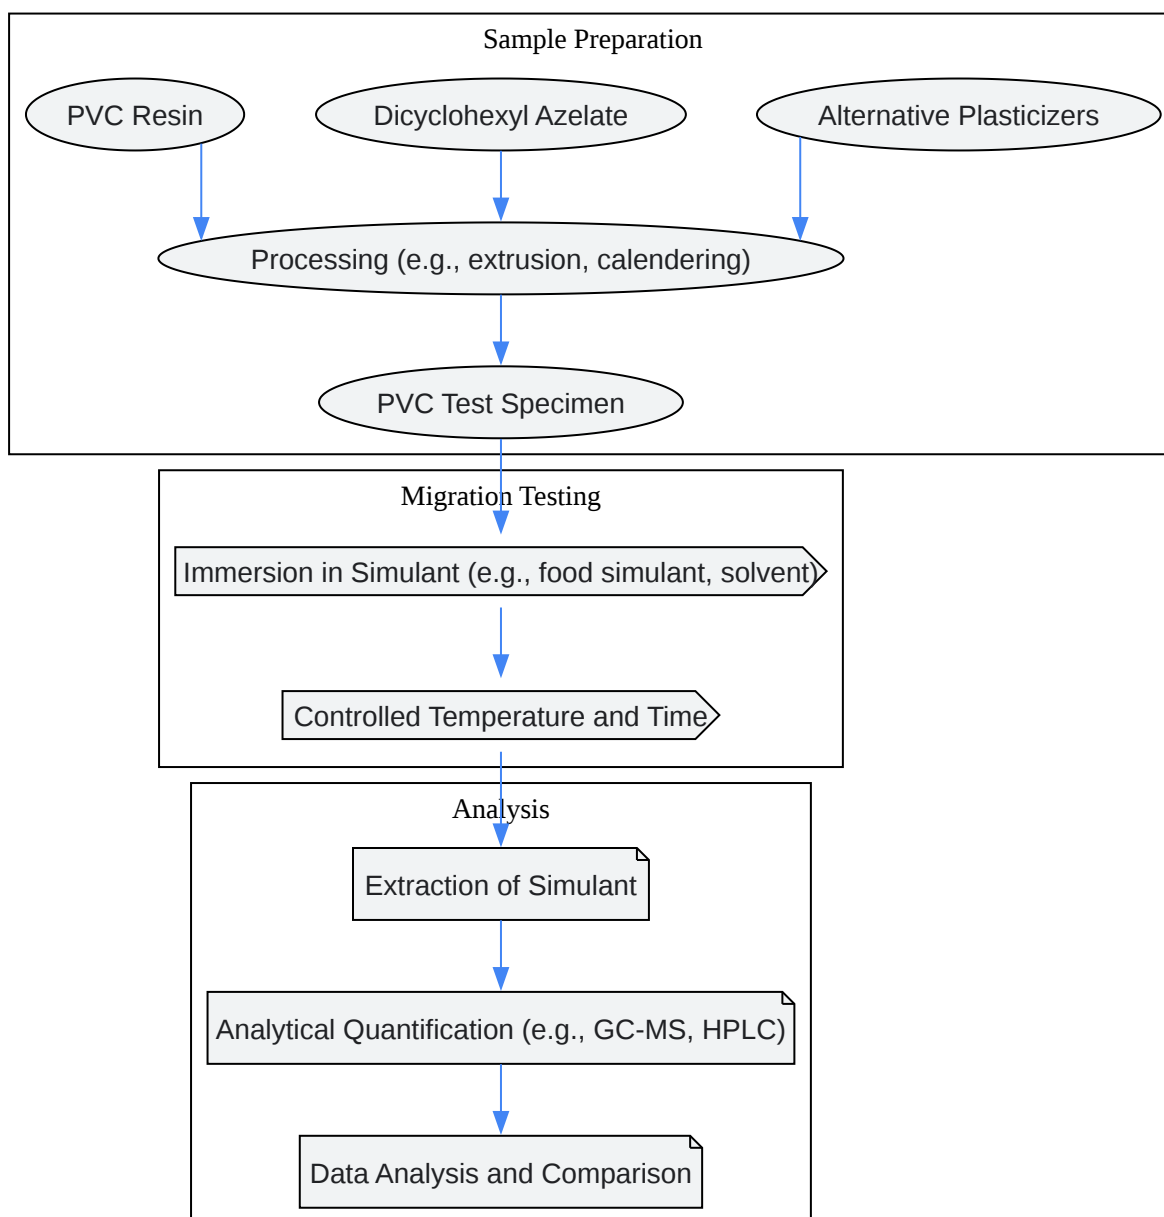 Sample Preparation
PVC Resin
Dicyclohexyl Azelate
Alternative Plasticizers
Processing (e.g., extrusion, calendering)
PVC Test Specimen
Migration Testing
Immersion in Simulant (e.g., food simulant, solvent)
Controlled Temperature and Time
Analysis
Extraction of Simulant
Analytical Quantification (e.g., GC-MS, HPLC)
Data Analysis and Comparison